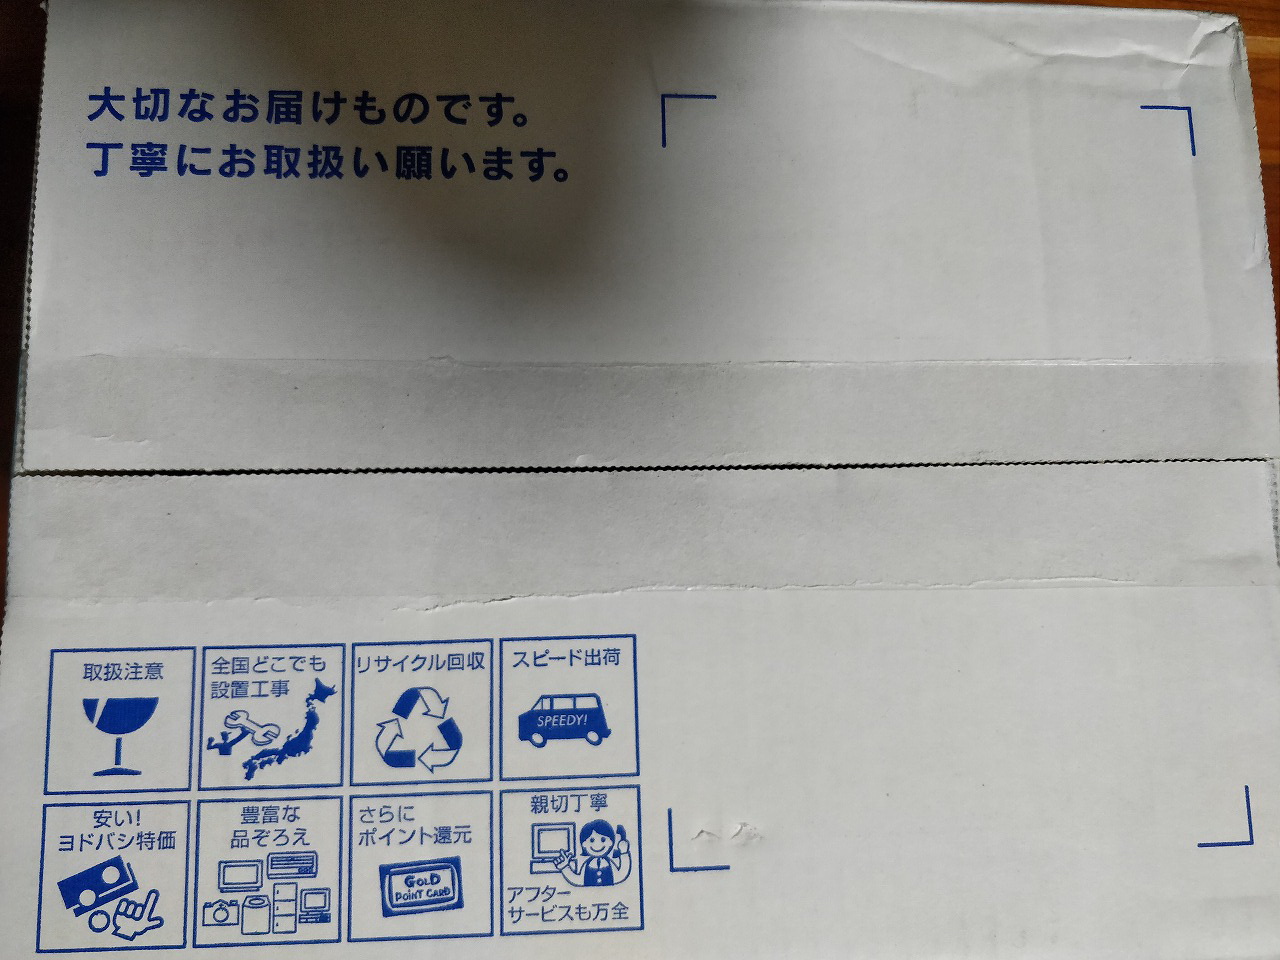 大切なお届けものです。
丁寧にお取扱い願います。
取扱注意
全国どこでも
設置工事
リサイクル回収
スピード出荷
SPEEDY!
安い!
ヨドバシ特価
豊富な
品ぞろえ
さらに
ポイント還元
GOLD
POINT CARD
親切丁寧
アフター
サービスも万全